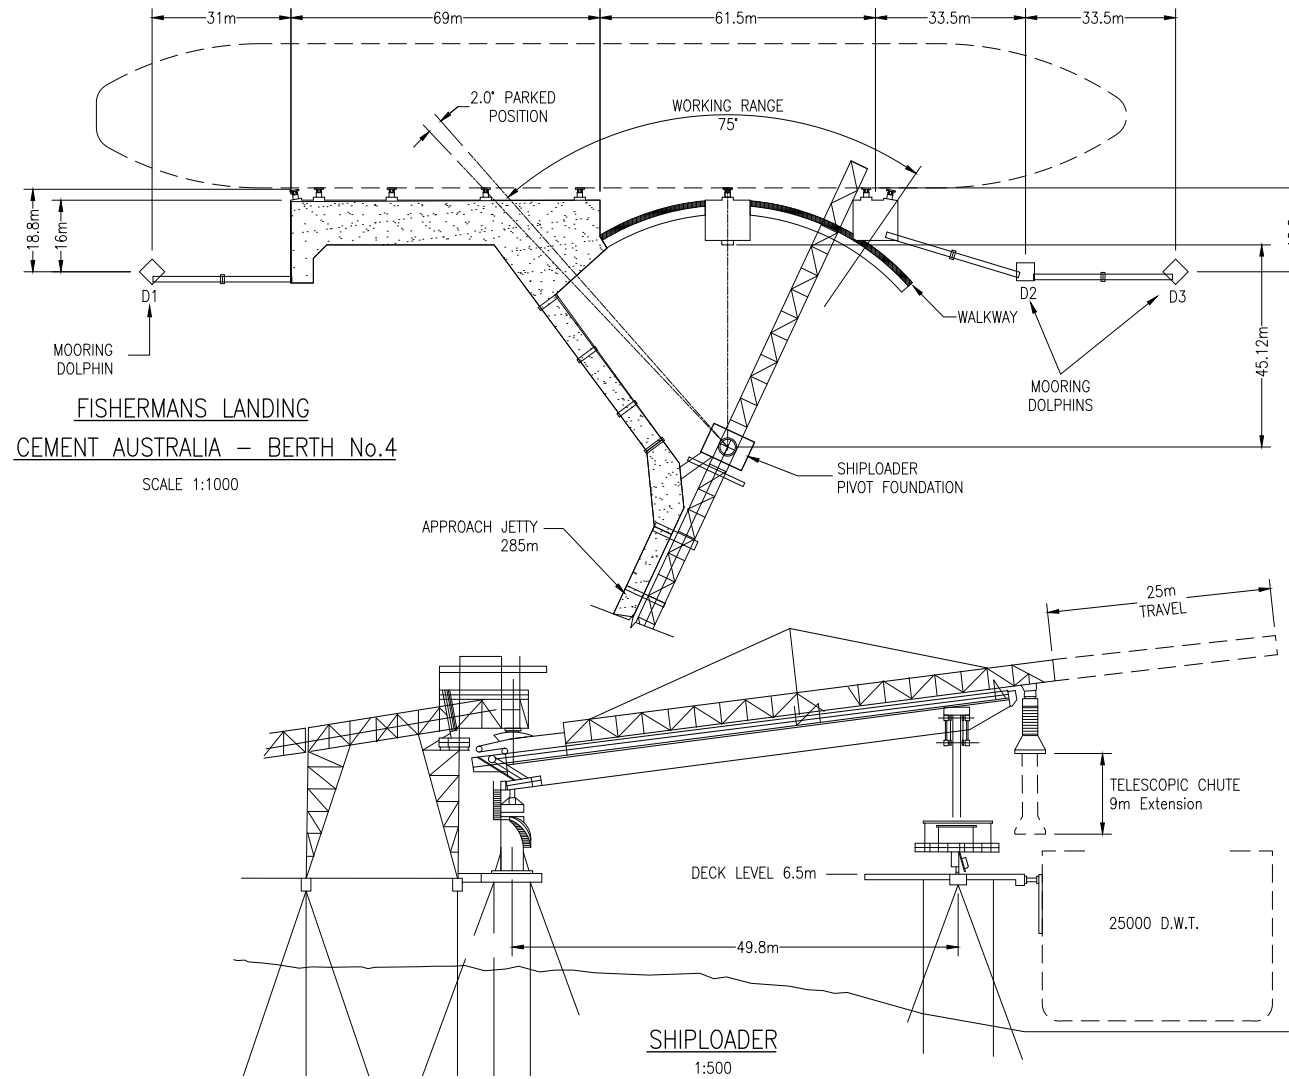 31m
69m
61.5m
33.5m
33.5m
2.0° PARKED
POSITION
WORKING RANGE
75°
18.8m
16m
D1
D2
D3
WALKWAY
45.12m
MOORING
DOLPHIN
MOORING
DOLPHINS
FISHERMANS LANDING
CEMENT AUSTRALIA – BERTH No.4
SCALE 1:1000
SHIPLOADER
PIVOT FOUNDATION
APPROACH JETTY
285m
25m
TRAVEL
TELESCOPIC CHUTE
9m Extension
DECK LEVEL 6.5m
25000 D.W.T.
49.8m
SHIPLOADER
1:500